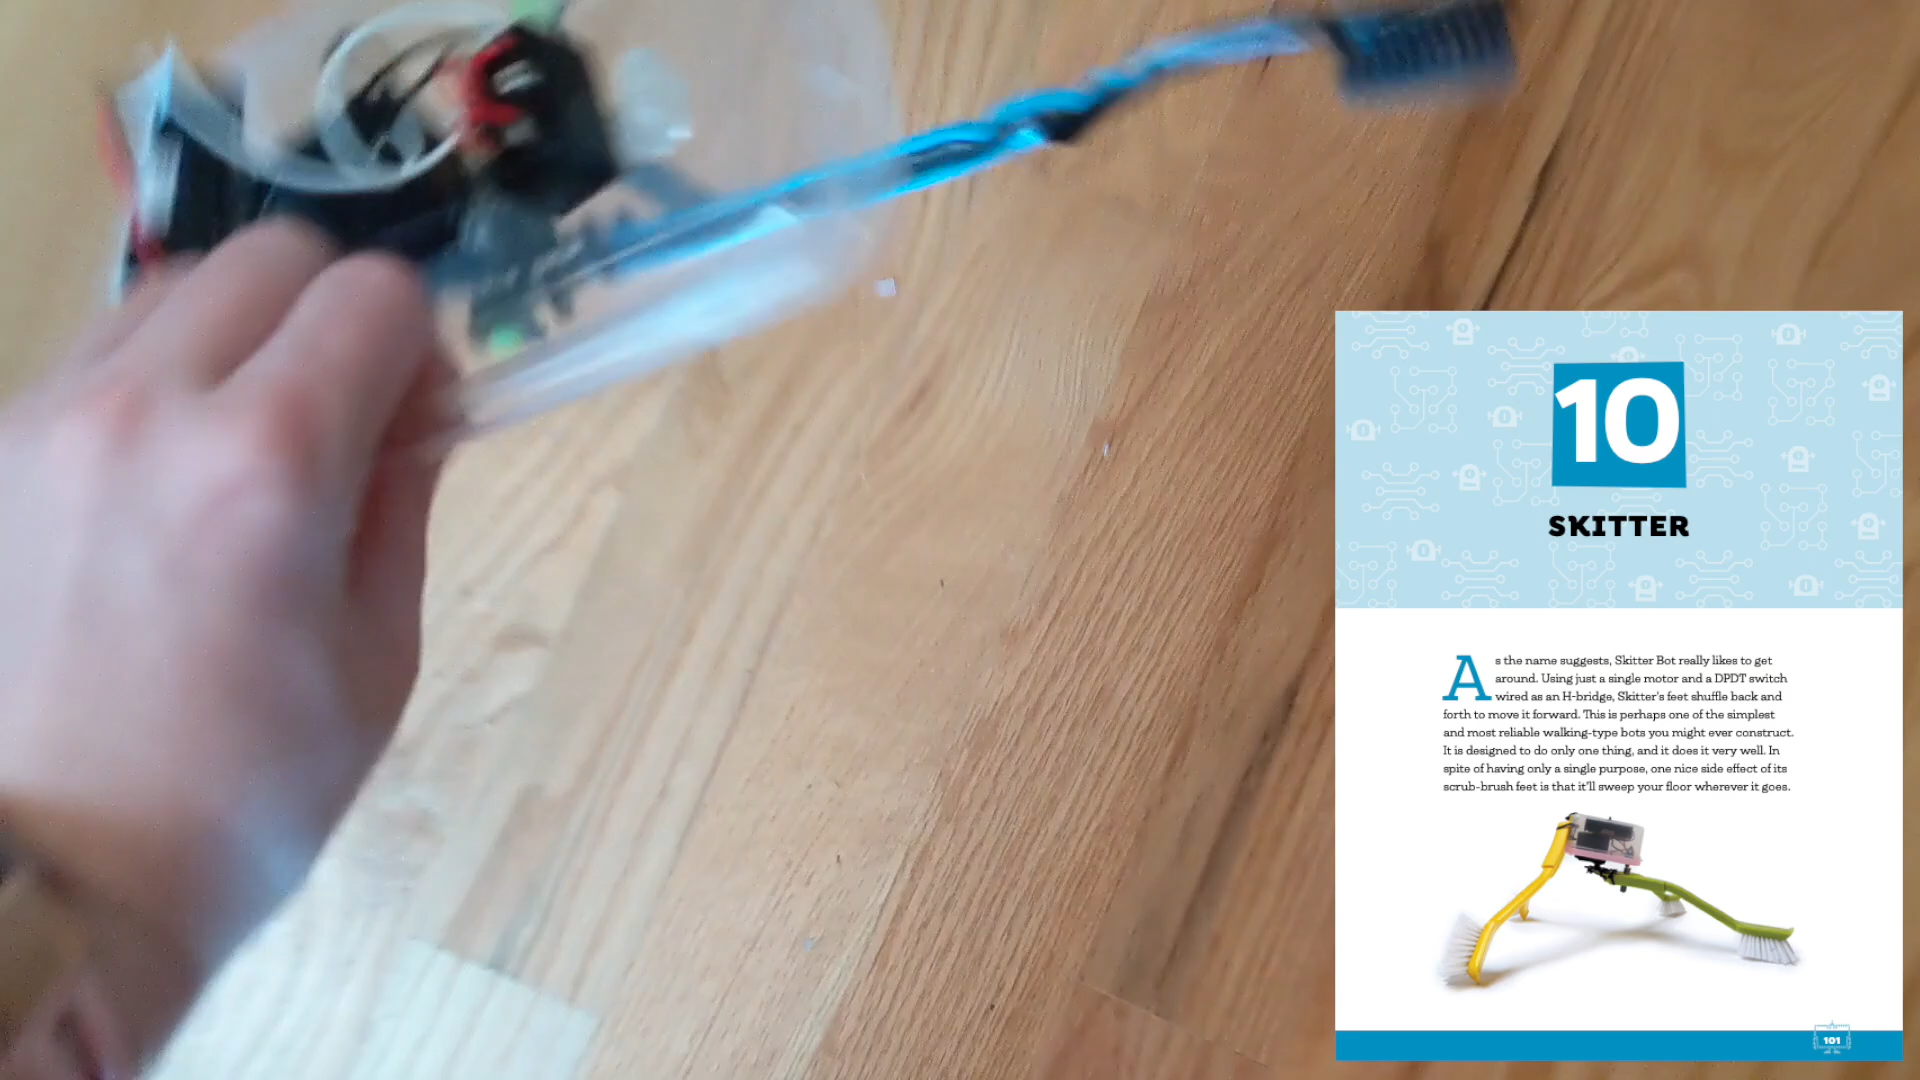 10
SKITTER
As the name suggests, Skitter Bot really likes to get
around. Using just a single motor and a DPDT switch
wired as an H-bridge, Skitter's feet shuffle back and
forth to move it forward. This is perhaps one of the simplest
and most reliable walking-type bots you might ever construct.
It is designed to do only one thing, and it does it very well. In
spite of having only a single purpose, one nice side effect of its
scrub-brush feet is that it'll sweep your floor wherever it goes.
101